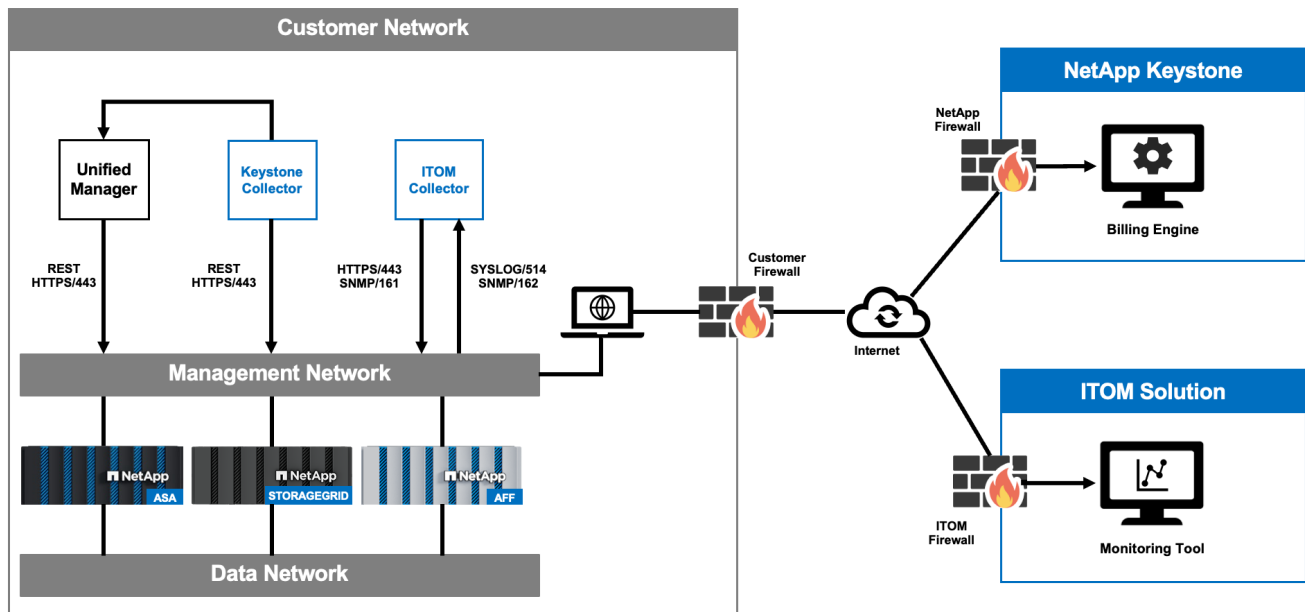 Customer Network
Unified
Manager
Keystone
Collector
ITOM
Collector
REST
HTTPS/443
REST
HTTPS/443
HTTPS/443
SNMP/161
SYSLOG/514
SNMP/162
Management Network
NetApp
ASA
NetApp
STORAGEGRID
NetApp
AFF
Data Network
Customer
Firewall
Internet
NetApp
Firewall
NetApp Keystone
Billing Engine
ITOM Solution
ITOM
Firewall
Monitoring Tool